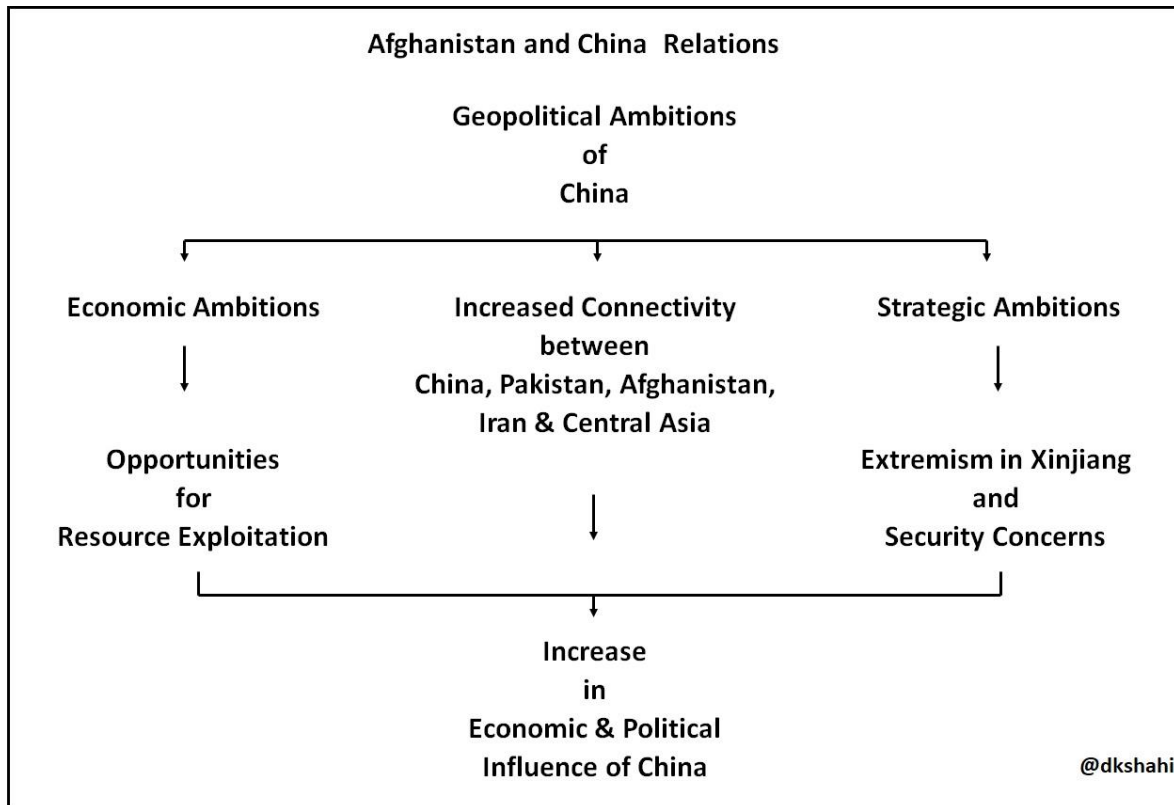 Afghanistan and China Relations
Geopolitical Ambitions
of
China
Economic Ambitions
Increased Connectivity
between
China, Pakistan, Afghanistan,
Iran & Central Asia
Strategic Ambitions
Opportunities
for
Resource Exploitation
Extremism in Xinjiang
and
Security Concerns
Increase
in
Economic & Political
Influence of China
@dkshahi